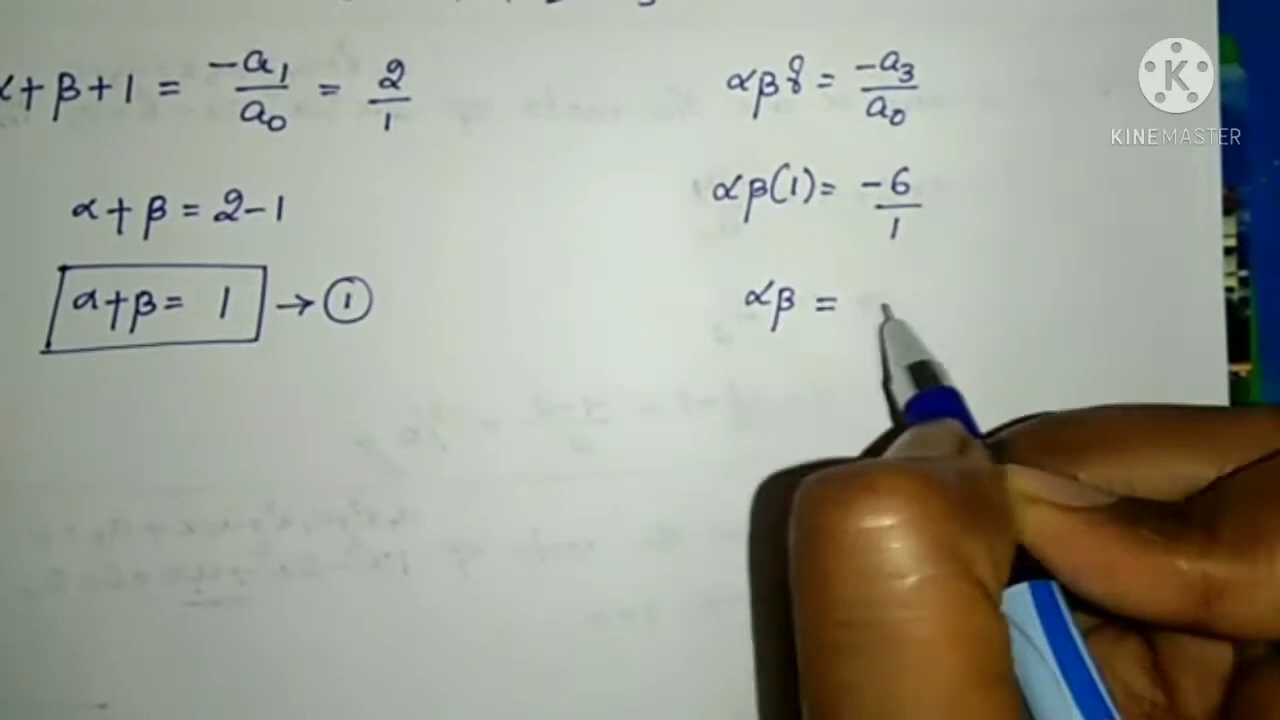 α + β + 1 = -a₁/a₀ = 2/1
α + β = 2 - 1
α + β = 1 → ①
αβγ = -a₃/a₀
αβ(1) = -6/1
αβ =
KINEMASTER